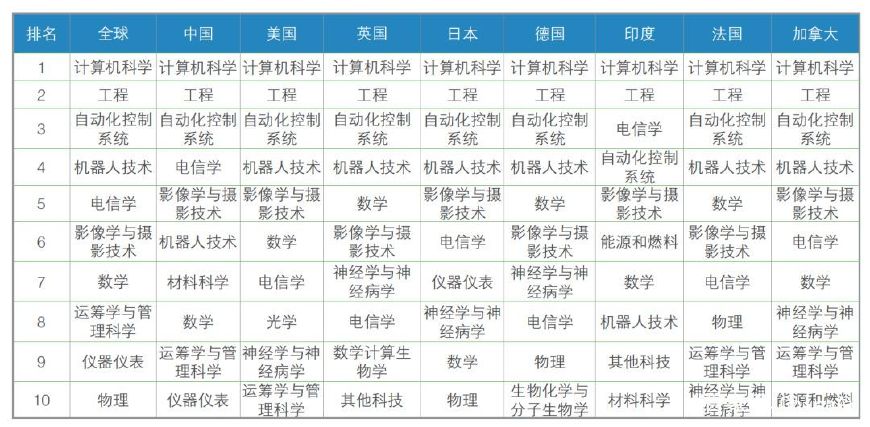 排名 全球 中国 美国 英国 日本 德国 印度 法国 加拿大
1 计算机科学 计算机科学 计算机科学 计算机科学 计算机科学 计算机科学 计算机科学 计算机科学 计算机科学
2 工程 工程 工程 工程 工程 工程 工程 工程 工程
3 自动化控制系统 自动化控制系统 自动化控制系统 自动化控制系统 自动化控制系统 自动化控制系统 电信学 自动化控制系统 自动化控制系统
4 机器人技术 电信学 机器人技术 机器人技术 机器人技术 机器人技术 自动化控制系统 机器人技术 机器人技术
5 电信学 影像学与摄影技术 影像学与摄影技术 数学 影像学与摄影技术 数学 影像学与摄影技术 数学 影像学与摄影技术
6 影像学与摄影技术 机器人技术 数学 影像学与摄影技术 电信学 影像学与摄影技术 能源和燃料 影像学与摄影技术 电信学
7 数学 材料科学 电信学 神经学与神经病学 仪器仪表 神经学与神经病学 数学 电信学 数学
8 运筹学与管理科学 数学 光学 电信学 神经学与神经病学 电信学 机器人技术 物理 神经学与神经病学
9 仪器仪表 运筹学与管理科学 神经学与神经病学 数学计算生物学 数学 物理 其他科技 运筹学与管理科学 运筹学与管理科学
10 物理 仪器仪表 运筹学与管理科学 其他科技 物理 生物化学与分子生物学 材料科学 神经学与神经病学 能源和燃料